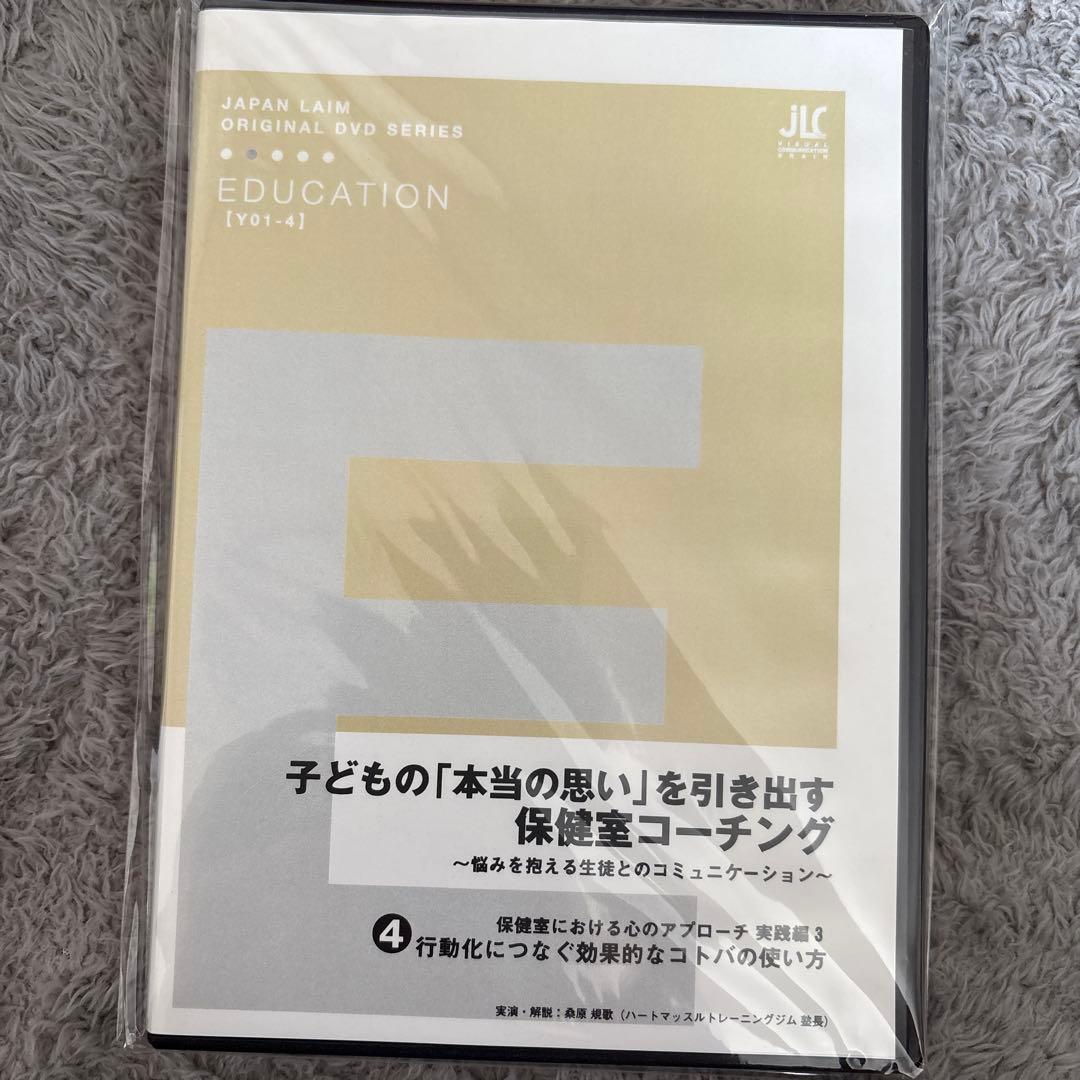 JAPAN LAIM
ORIGINAL DVD SERIES
EDUCATION
【Y01-4】
JLC
VISUAL
COMMUNICATION
BRAIN
子どもの「本当の思い」を引き出す
保健室コーチング
～悩みを抱える生徒とのコミュニケーション～
保健室における心のアプローチ 実践編 3
❹行動化につなぐ効果的なコトバの使い方
実演・解説：桑原 規歌（ハートマッスルトレーニングジム 塾長）